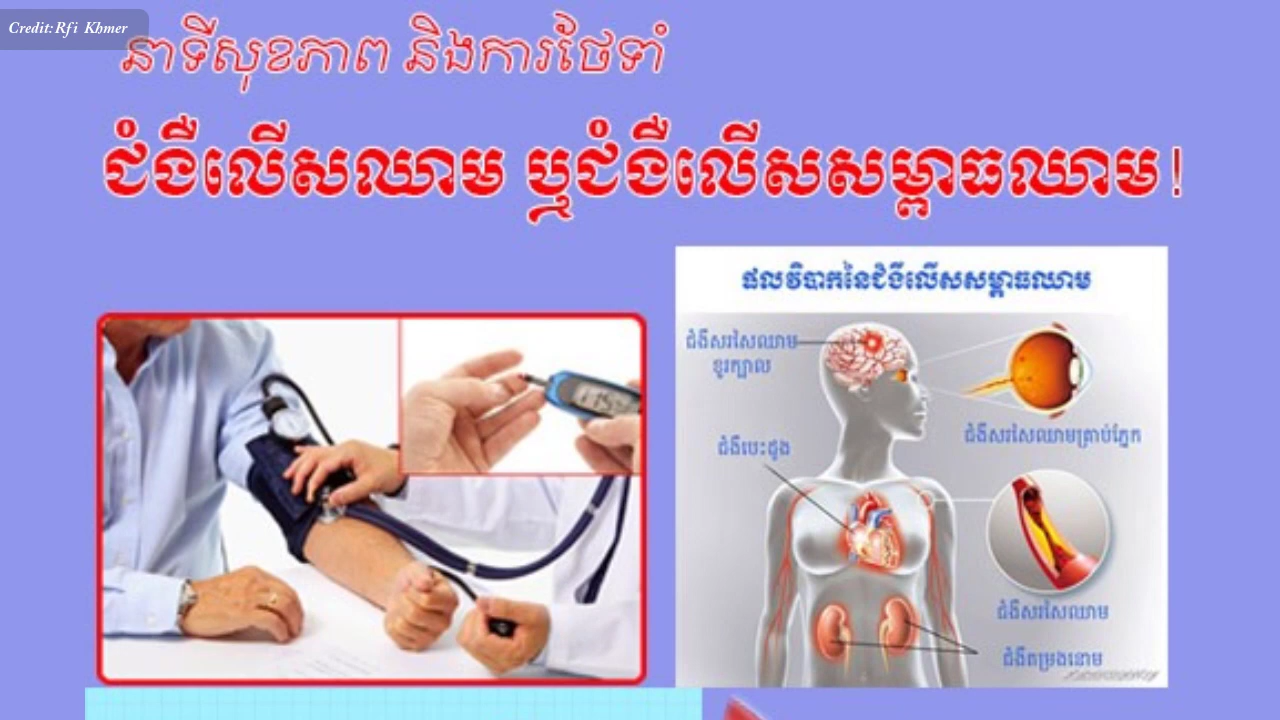 Credit:Rfi Khmer
នាទីសុខភាព និងការថែទាំ
ជំងឺលើសឈាម ឬជំងឺលើសសម្ពាធឈាម!
ផលវិបាកនៃជំងឺលើសសម្ពាធឈាម
ជំងឺសរសៃឈាម
ខួរក្បាល
ជំងឺសរសៃឈាមគ្រាប់ភ្នែក
ជំងឺបេះដូង
ជំងឺសរសៃឈាម
ជំងឺតម្រងនោម